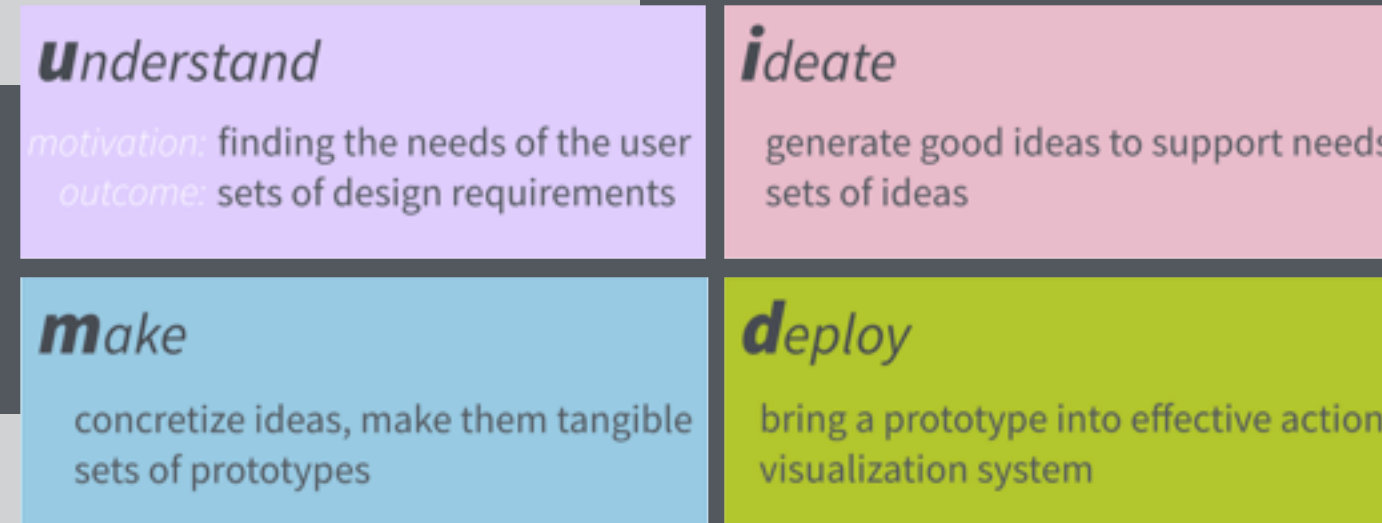 understand
motivation: finding the needs of the user
outcome: sets of design requirements
ideate
generate good ideas to support needs
sets of ideas
make
concretize ideas, make them tangible
sets of prototypes
deploy
bring a prototype into effective action
visualization system